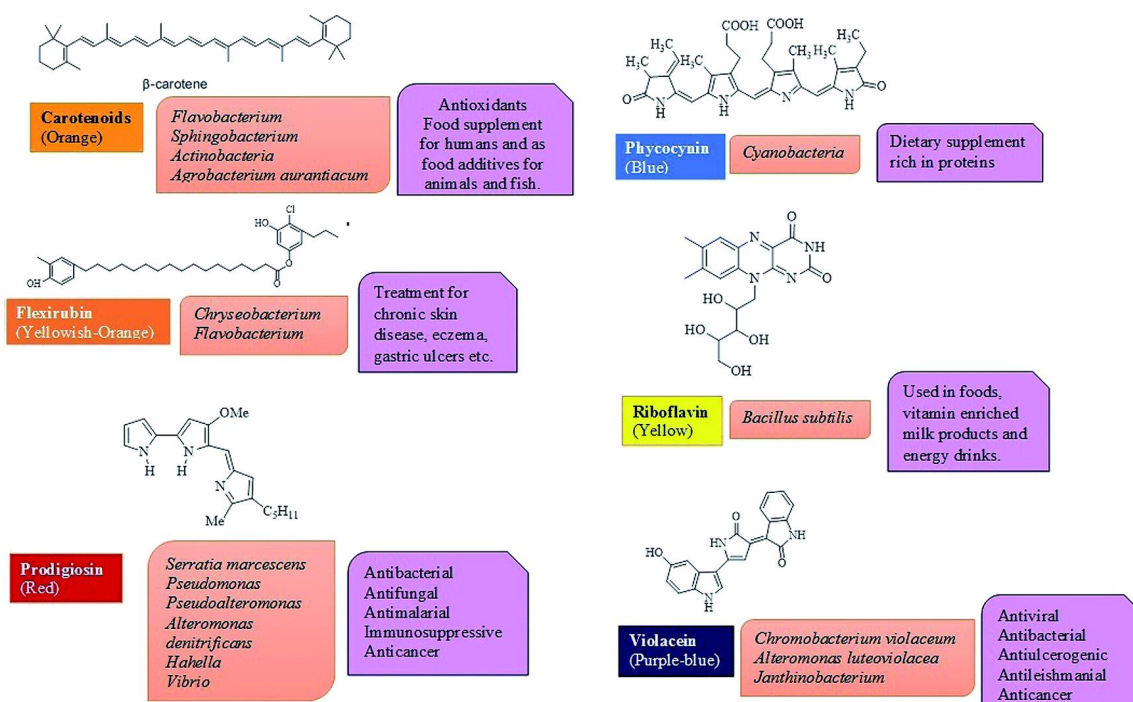 β-carotene
Carotenoids
(Orange)
Flavobacterium
Sphingobacterium
Actinobacteria
Agrobacterium aurantiacum
Antioxidants
Food supplement
for humans and as
food additives for
animals and fish.
HO
Cl
O
O
OH
Flexirubin
(Yellowish-Orange)
Chryseobacterium
Flavobacterium
Treatment for
chronic skin
disease, eczema,
gastric ulcers etc.
OMe
N
H
N
H
N
Me
C5H11
Prodigiosin
(Red)
Serratia marcescens
Pseudomonas
Pseudoalteromonas
Alteromonas
denitrificans
Hahella
Vibrio
Antibacterial
Antifungal
Antimalarial
Immunosuppressive
Anticancer
COOH
COOH
H3C
H3C
H3C
CH3
H3C
O
N
H
N
H
N
N
H
O
Phycocynin
(Blue)
Cyanobacteria
Dietary supplement
rich in proteins
O
N
NH
N
N
O
HO
HO
OH
OH
Riboflavin
(Yellow)
Bacillus subtilis
Used in foods,
vitamin enriched
milk products and
energy drinks.
O
HN
NH
O
HO
N
H
Violacein
(Purple-blue)
Chromobacterium violaceum
Alteromonas luteoviolacea
Janthinobacterium
Antiviral
Antibacterial
Antiulcerogenic
Antileishmanial
Anticancer